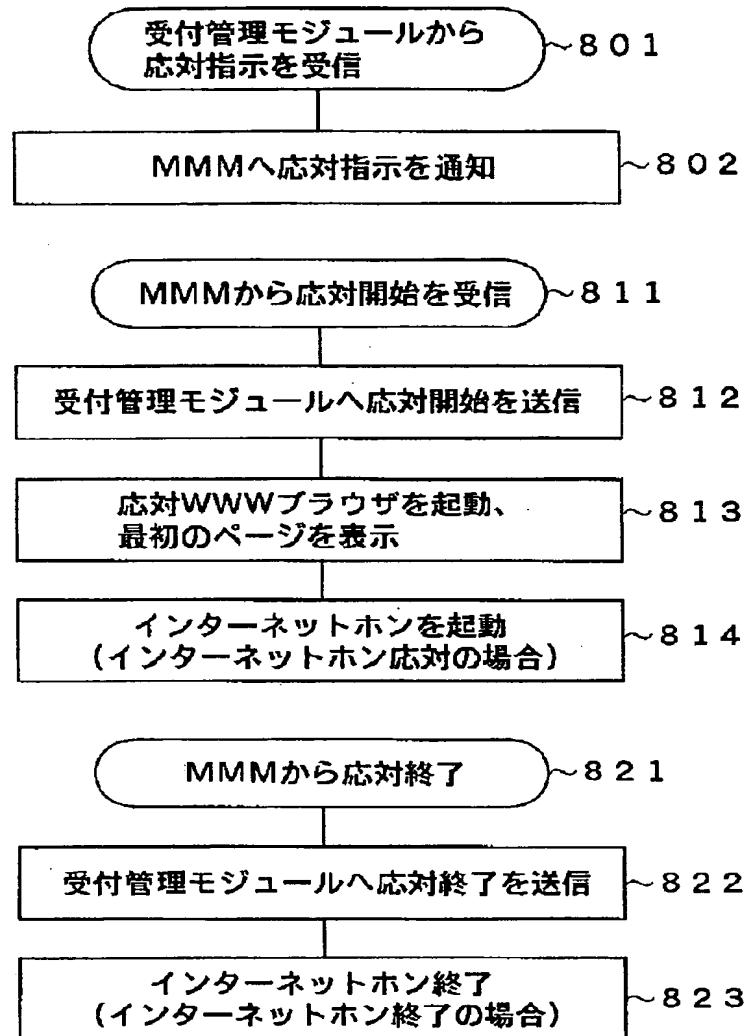 受付管理モジュールから
応対指示を受信
～801
MMMへ応対指示を通知
～802
MMMから応対開始を受信
～811
受付管理モジュールへ応対開始を送信
～812
応対WWWブラウザを起動、
最初のページを表示
～813
インターネットホンを起動
(インターネットホン応対の場合)
～814
MMMから応対終了
～821
受付管理モジュールへ応対終了を送信
～822
インターネットホン終了
(インターネットホン終了の場合)
～823